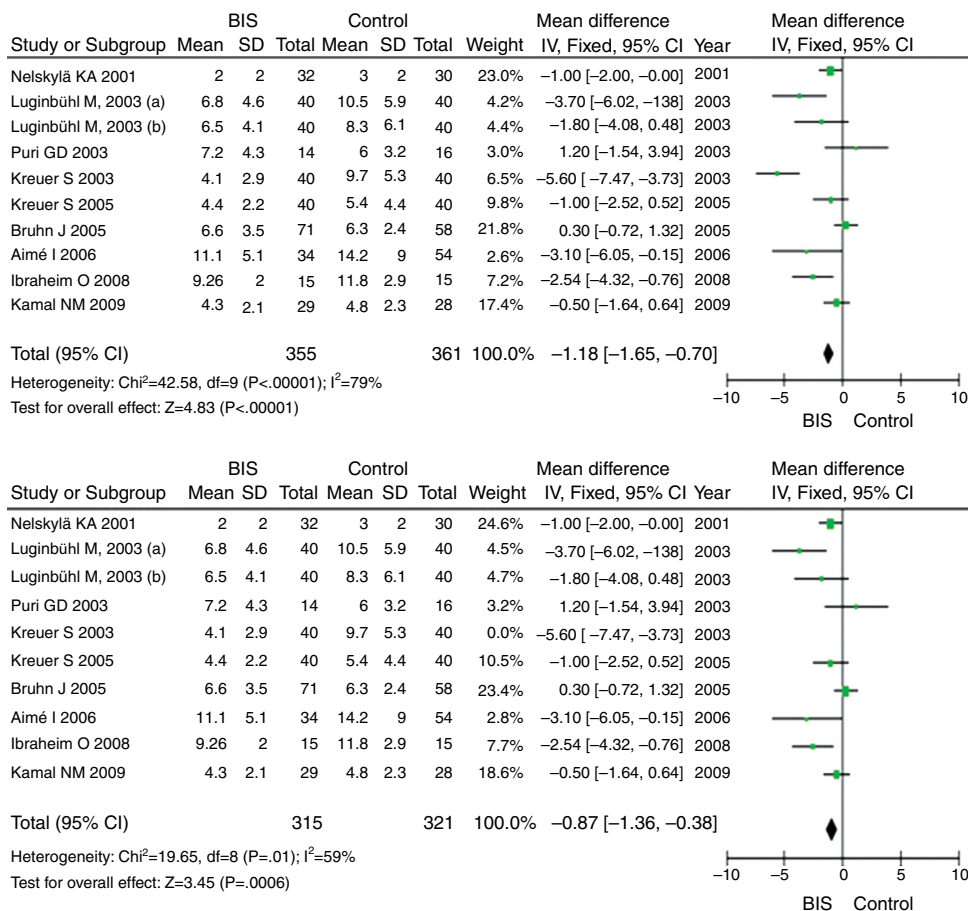 BIS Control Mean difference Mean difference
Study or Subgroup Mean SD Total Mean SD Total Weight IV, Fixed, 95% CI Year IV, Fixed, 95% CI
Nelskylä KA 2001 2 2 32 3 2 30 23.0% −1.00 [−2.00, −0.00] 2001
Luginbühl M, 2003 (a) 6.8 4.6 40 10.5 5.9 40 4.2% −3.70 [−6.02, −138] 2003
Luginbühl M, 2003 (b) 6.5 4.1 40 8.3 6.1 40 4.4% −1.80 [−4.08, 0.48] 2003
Puri GD 2003 7.2 4.3 14 6 3.2 16 3.0% 1.20 [−1.54, 3.94] 2003
Kreuer S 2003 4.1 2.9 40 9.7 5.3 40 6.5% −5.60 [ −7.47, −3.73] 2003
Kreuer S 2005 4.4 2.2 40 5.4 4.4 40 9.8% −1.00 [−2.52, 0.52] 2005
Bruhn J 2005 6.6 3.5 71 6.3 2.4 58 21.8% 0.30 [−0.72, 1.32] 2005
Aimé I 2006 11.1 5.1 34 14.2 9 54 2.6% −3.10 [−6.05, −0.15] 2006
Ibraheim O 2008 9.26 2 15 11.8 2.9 15 7.2% −2.54 [−4.32, −0.76] 2008
Kamal NM 2009 4.3 2.1 29 4.8 2.3 28 17.4% −0.50 [−1.64, 0.64] 2009
Total (95% CI) 355 361 100.0% −1.18 [−1.65, −0.70]
Heterogeneity: Chi²=42.58, df=9 (P<.00001); I²=79%
Test for overall effect: Z=4.83 (P<.00001)
−10 −5 0 5 10
BIS Control
BIS Control Mean difference Mean difference
Study or Subgroup Mean SD Total Mean SD Total Weight IV, Fixed, 95% CI Year IV, Fixed, 95% CI
Nelskylä KA 2001 2 2 32 3 2 30 24.6% −1.00 [−2.00, −0.00] 2001
Luginbühl M, 2003 (a) 6.8 4.6 40 10.5 5.9 40 4.5% −3.70 [−6.02, −138] 2003
Luginbühl M, 2003 (b) 6.5 4.1 40 8.3 6.1 40 4.7% −1.80 [−4.08, 0.48] 2003
Puri GD 2003 7.2 4.3 14 6 3.2 16 3.2% 1.20 [−1.54, 3.94] 2003
Kreuer S 2003 4.1 2.9 40 9.7 5.3 40 0.0% −5.60 [−7.47, −3.73] 2003
Kreuer S 2005 4.4 2.2 40 5.4 4.4 40 10.5% −1.00 [−2.52, 0.52] 2005
Bruhn J 2005 6.6 3.5 71 6.3 2.4 58 23.4% 0.30 [−0.72, 1.32] 2005
Aimé I 2006 11.1 5.1 34 14.2 9 54 2.8% −3.10 [−6.05, −0.15] 2006
Ibraheim O 2008 9.26 2 15 11.8 2.9 15 7.7% −2.54 [−4.32, −0.76] 2008
Kamal NM 2009 4.3 2.1 29 4.8 2.3 28 18.6% −0.50 [−1.64, 0.64] 2009
Total (95% CI) 315 321 100.0% −0.87 [−1.36, −0.38]
Heterogeneity: Chi²=19.65, df=8 (P=.01); I²=59%
Test for overall effect: Z=3.45 (P=.0006)
−10 −5 0 5 10
BIS Control